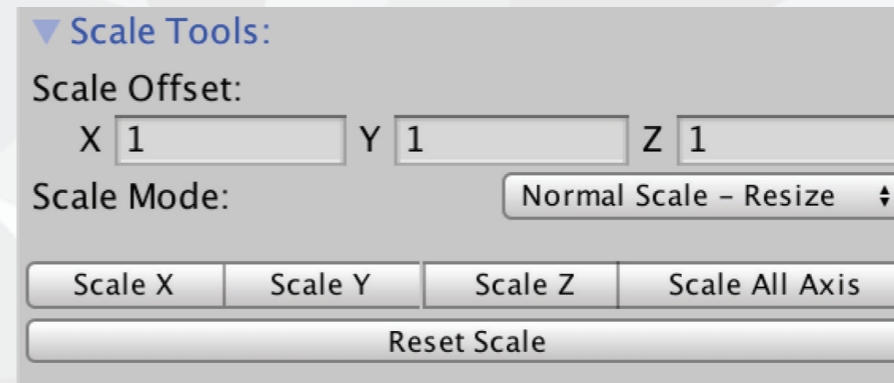 Scale Tools:
Scale Offset:
X 1 Y 1 Z 1
Scale Mode: Normal Scale – Resize
Scale X Scale Y Scale Z Scale All Axis
Reset Scale